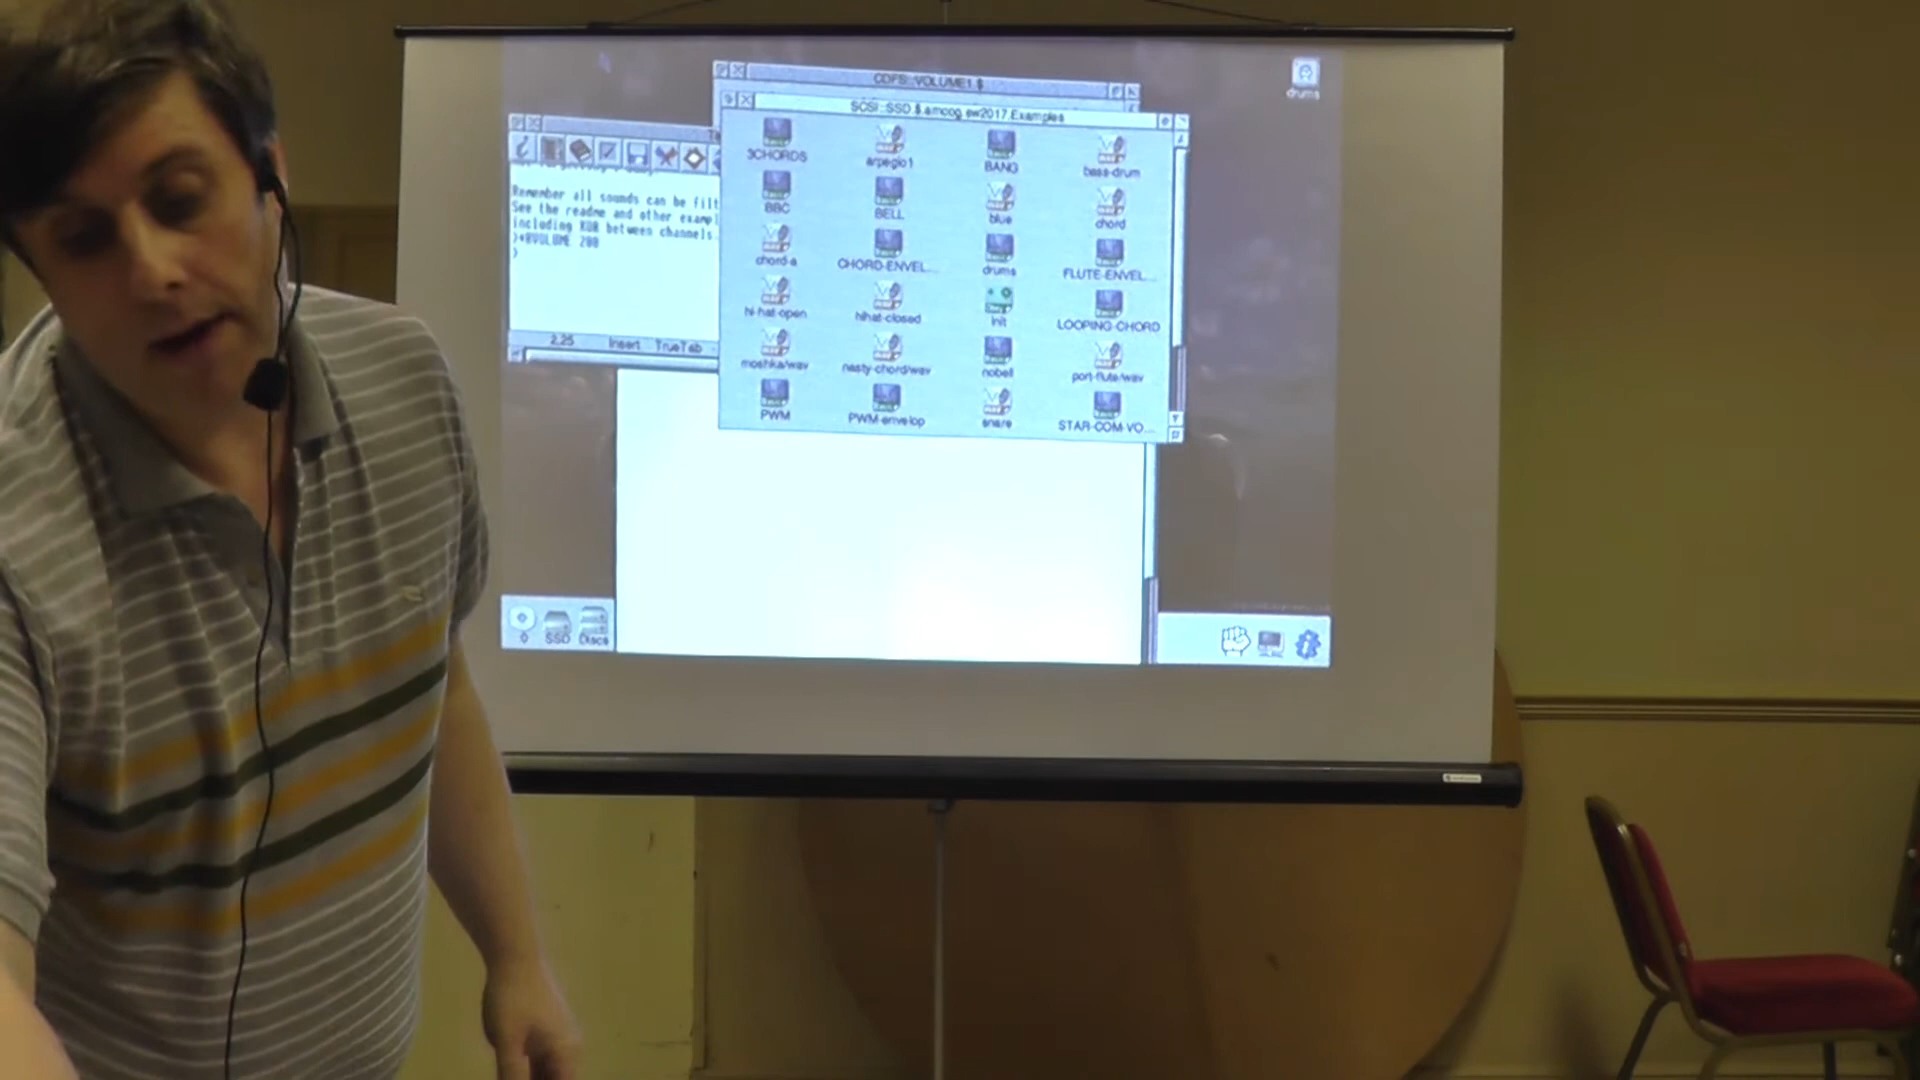 drums
CDFS::VOLUME1.$
SCSI::SSD.$.amcog.ew2017.Examples
3CHORDS arpegio1 BANG bass-drum
BBC BELL blue chord
chord-a CHORD-ENVEL... drums FLUTE-ENVEL...
hi-hat-open hihat-closed init LOOPING-CHORD
moshka/wav nasty-chord/wav nobell port-flute/wav
PWM PWM-envelop snare STAR-COM-VO...
Remember all sounds can be filt
See the readme and other exampl
including between channels.
VOLUME 200
2,25 Insert TrueTab
0 SSD Discs